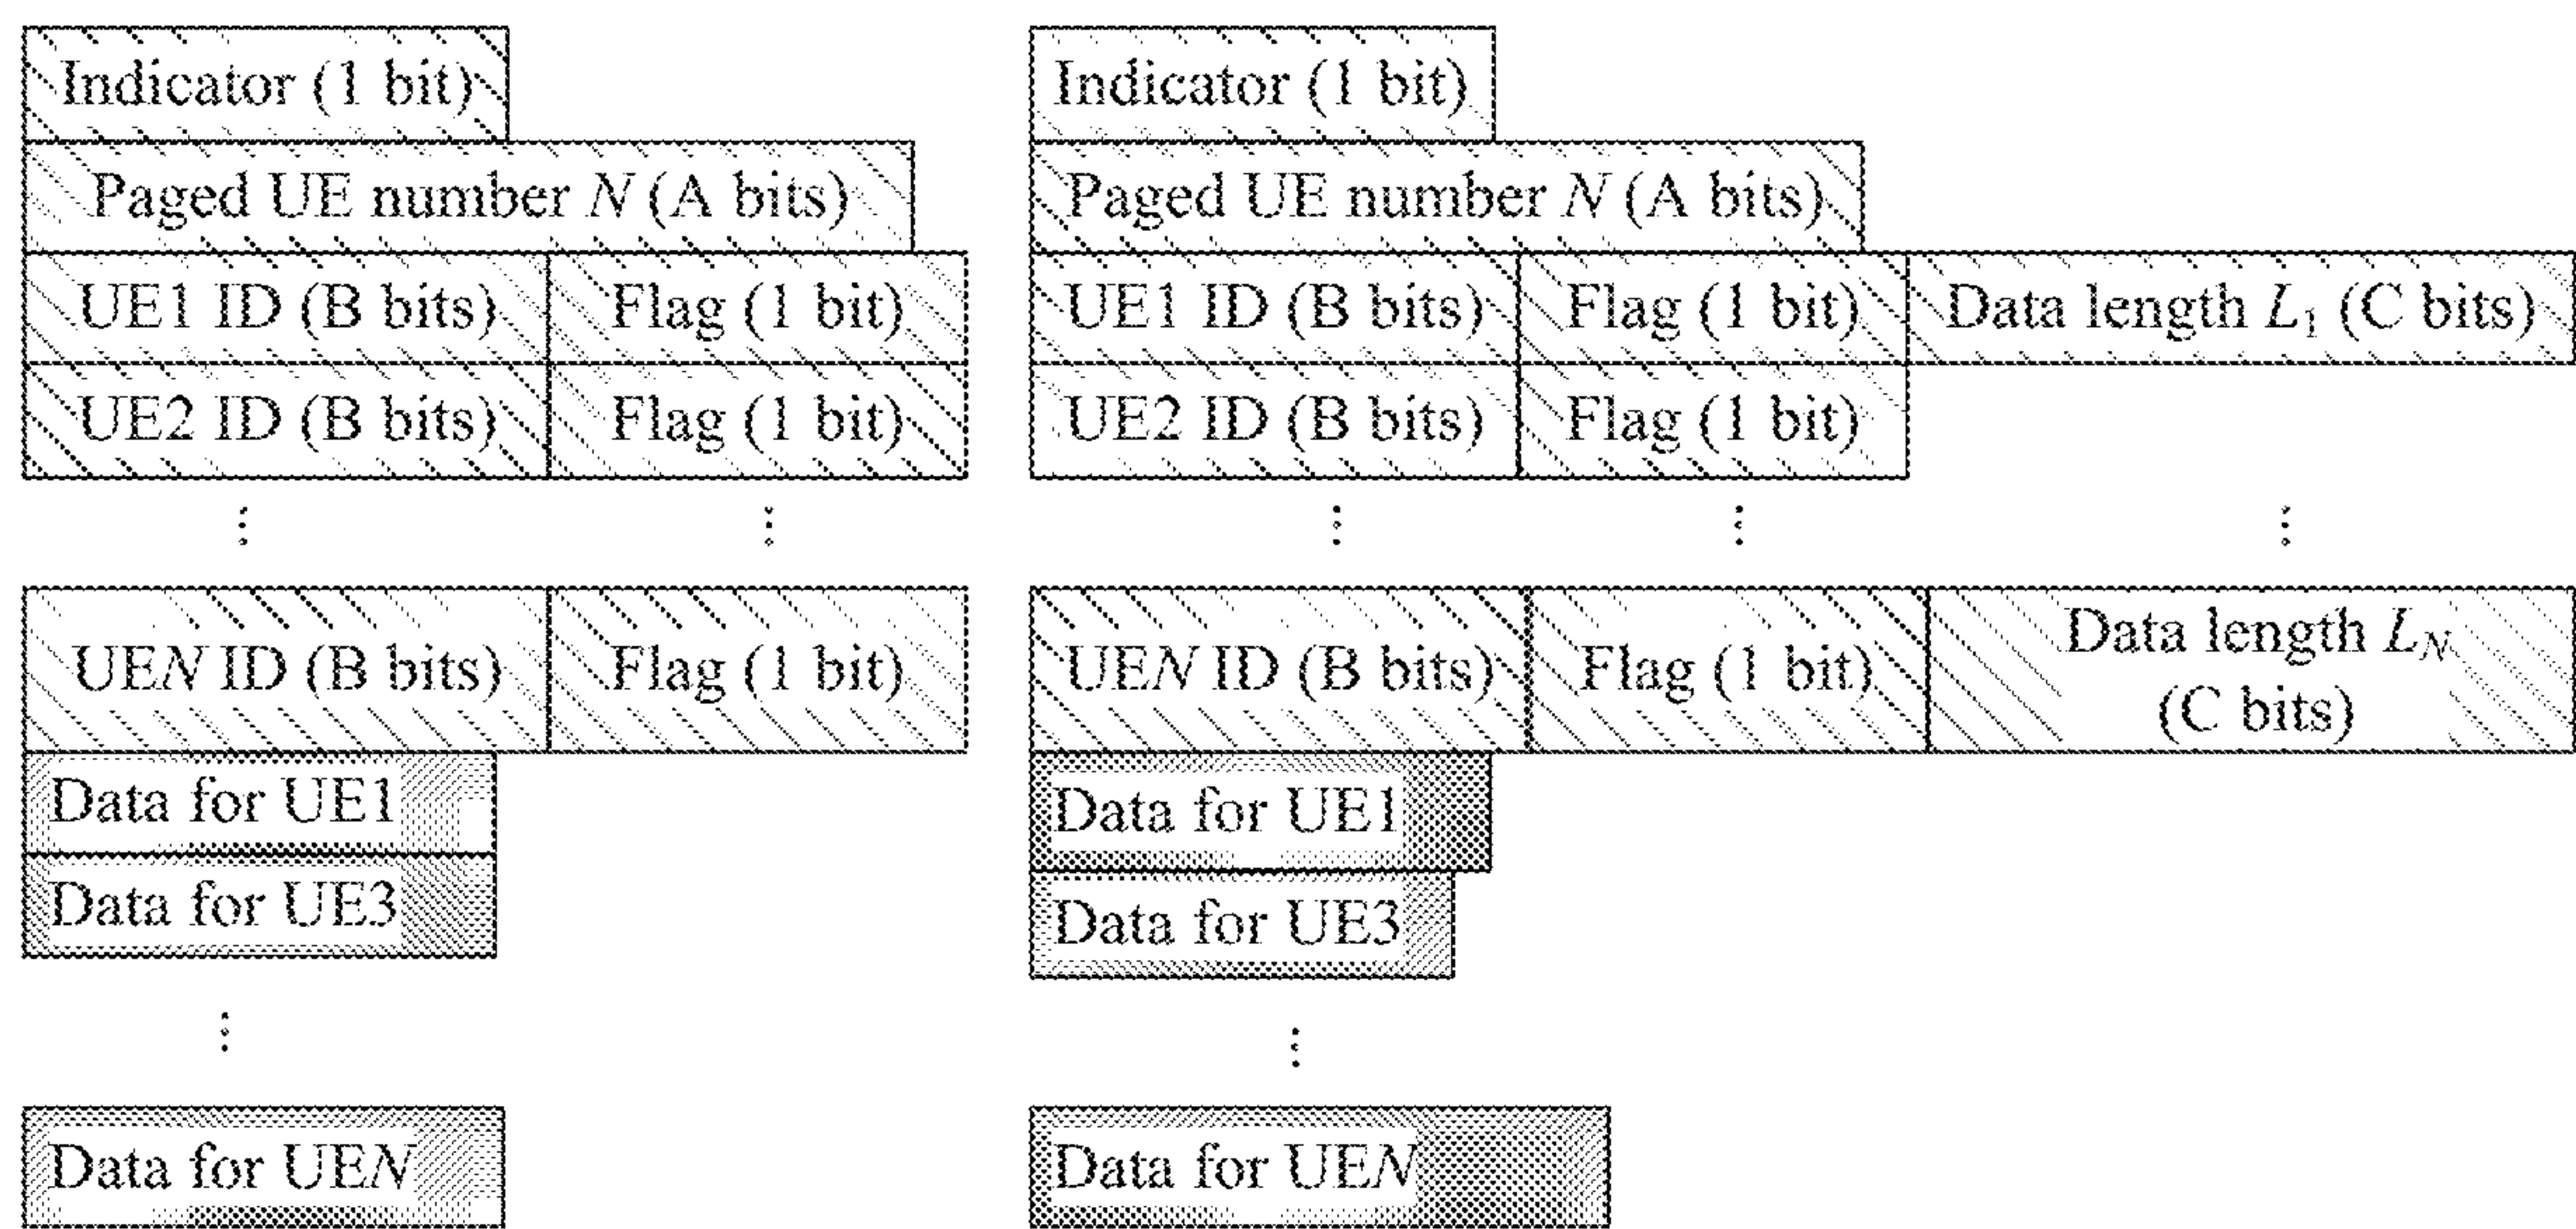 Indicator (1 bit)
Paged UE number N (A bits)
UE1 ID (B bits) Flag (1 bit)
UE2 ID (B bits) Flag (1 bit)
⋮ ⋮
UEN ID (B bits) Flag (1 bit)
Data for UE1
Data for UE3
⋮
Data for UEN
Indicator (1 bit)
Paged UE number N (A bits)
UE1 ID (B bits) Flag (1 bit) Data length L₁ (C bits)
UE2 ID (B bits) Flag (1 bit)
⋮ ⋮ ⋮
UEN ID (B bits) Flag (1 bit) Data length L_N
(C bits)
Data for UE1
Data for UE3
⋮
Data for UEN